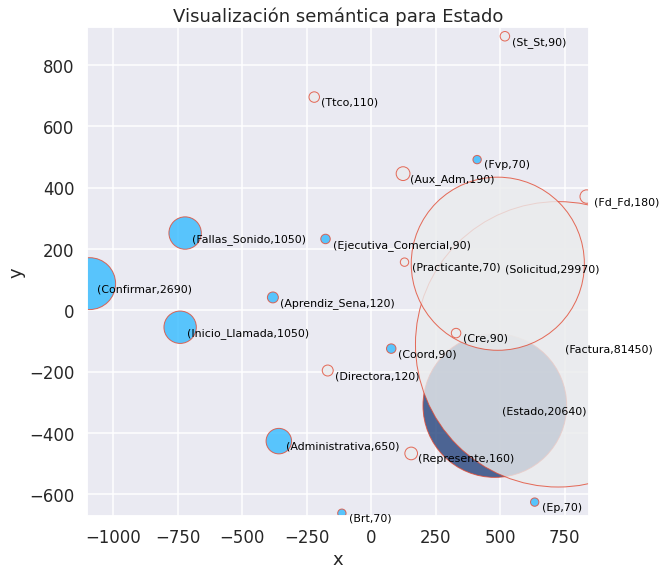 Visualización semántica para Estado
800
600
400
200
0
−200
−400
−600
y
(St_St,90)
(Ttco,110)
(Fvp,70)
(Aux_Adm,190)
(Fd_Fd,180)
(Fallas_Sonido,1050)
(Ejecutiva_Comercial,90)
(Practicante,70)
(Solicitud,29970)
(Confirmar,2690)
(Aprendiz_Sena,120)
(Inicio_Llamada,1050)
(Cre,90)
(Coord,90)
(Factura,81450)
(Directora,120)
(Estado,20640)
(Administrativa,650)
(Represente,160)
(Ep,70)
(Brt,70)
−1000
−750
−500
−250
0
250
500
750
x